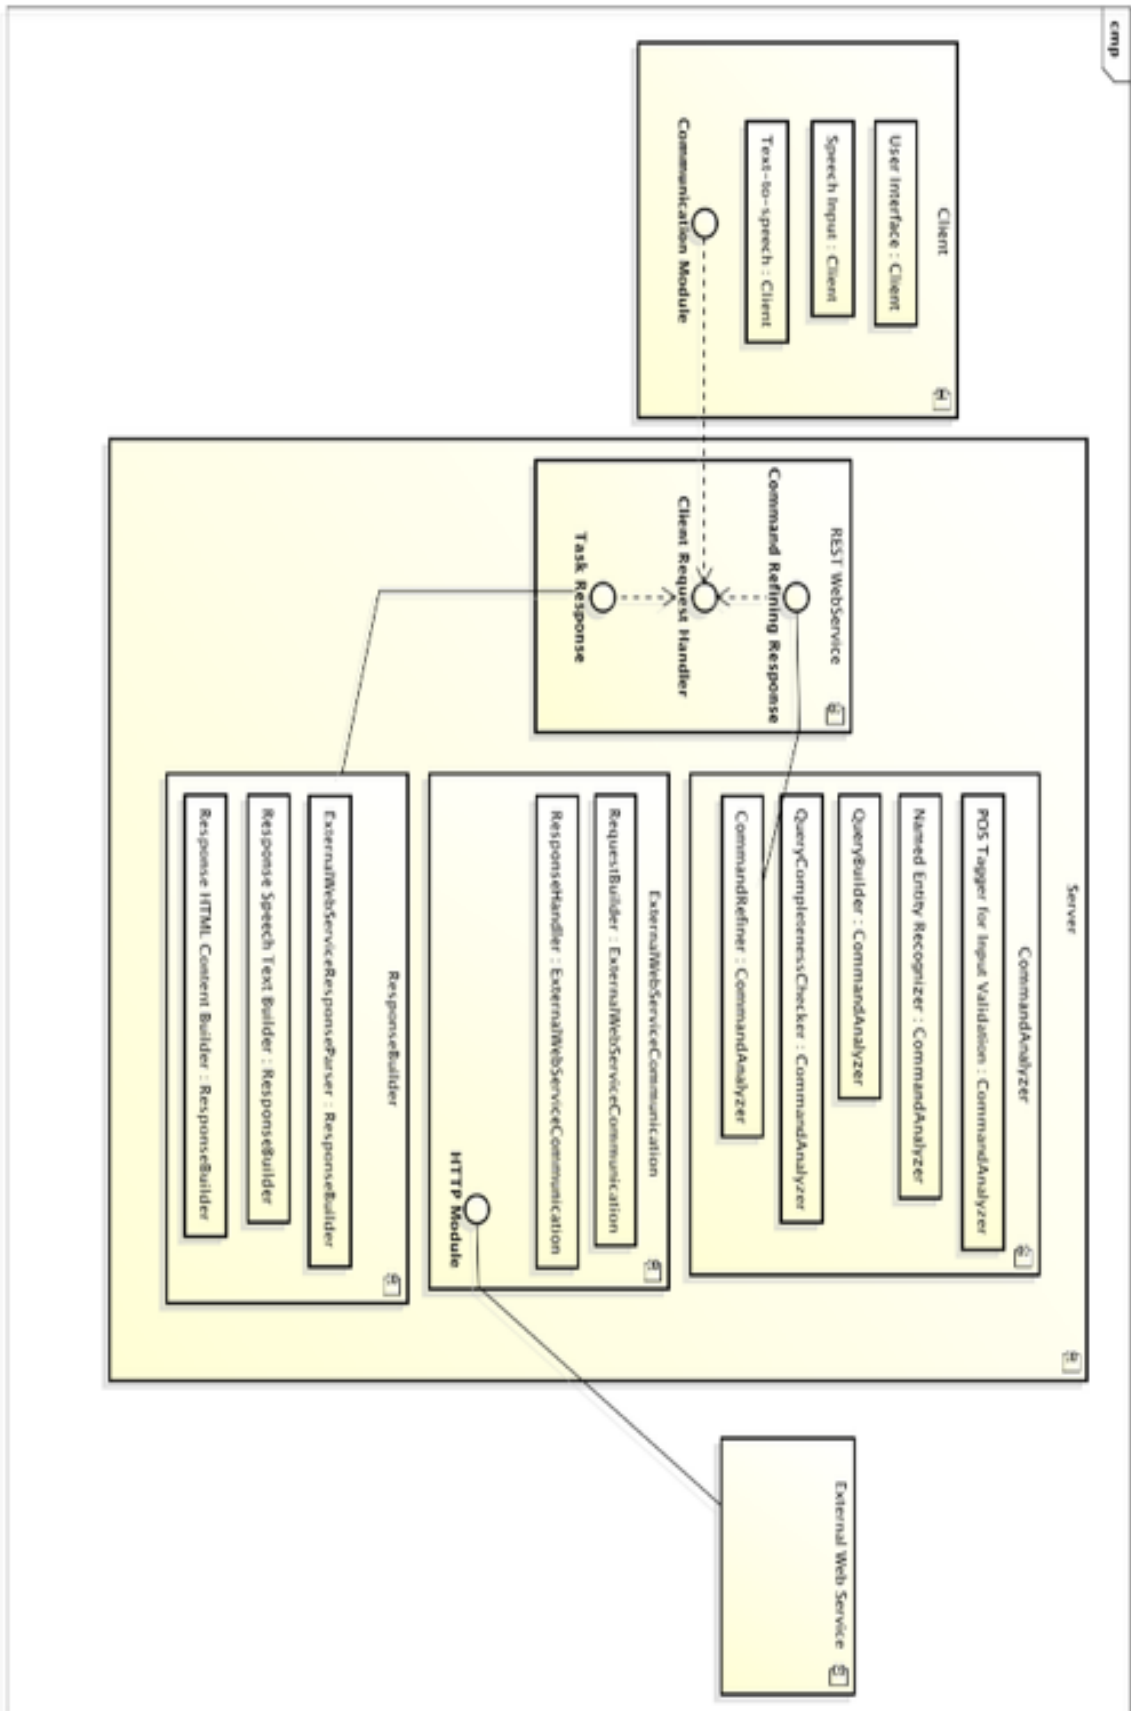 cmp
Client
User Interface : Client
Speech Input : Client
Text-to-speech : Client
Communication Module
Server
REST WebService
Command Refining Response
Client Request Handler
Task Response
CommandAnalyzer
POS Tagger for Input Validation : CommandAnalyzer
Named Entity Recognizer : CommandAnalyzer
QueryBuilder : CommandAnalyzer
QueryCompletenessChecker : CommandAnalyzer
CommandRefiner : CommandAnalyzer
ExternalWebServiceCommunication
RequestBuilder : ExternalWebServiceCommunication
ResponseHandler : ExternalWebServiceCommunication
HTTP Module
ResponseBuilder
ExternalWebServiceResponseParser : ResponseBuilder
Response Speech Text Builder : ResponseBuilder
Response HTML Content Builder : ResponseBuilder
External Web Service